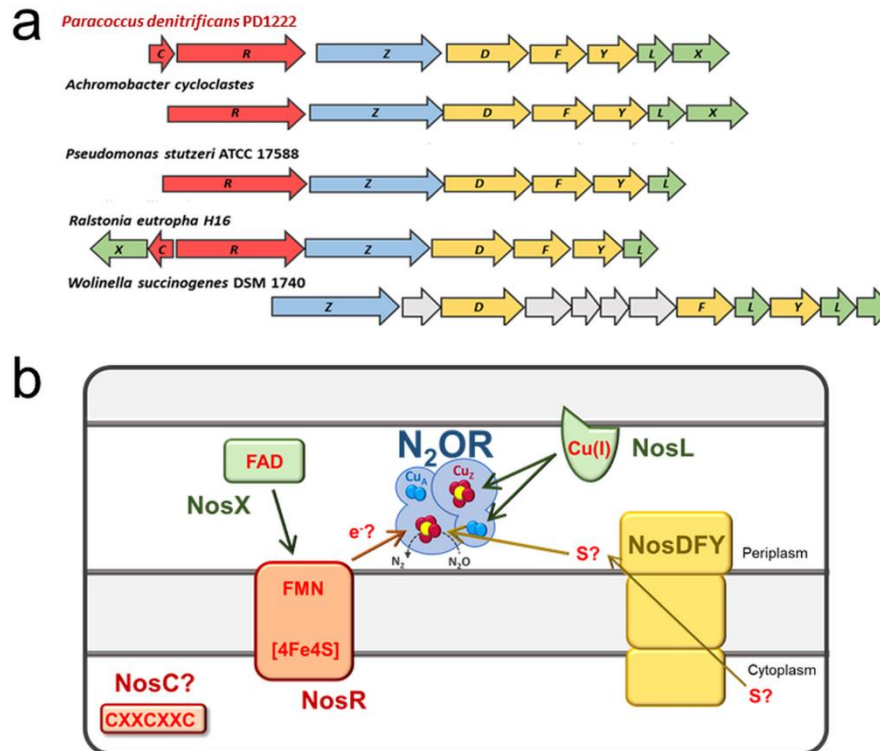 a
Paracoccus denitrificans PD1222
C R Z D F Y L X
Achromobacter cycloclastes
R Z D F Y L X
Pseudomonas stutzeri ATCC 17588
R Z D F Y L
Ralstonia eutropha H16
X C R Z D F Y L
Wolinella succinogenes DSM 1740
Z D F L Y L
b
N₂OR
FAD
NosX
CuA
CuZ
Cu(I)
NosL
e⁻?
N₂
N₂O
S?
NosDFY
Periplasm
FMN
[4Fe4S]
NosR
NosC?
CXXCXXC
Cytoplasm
S?